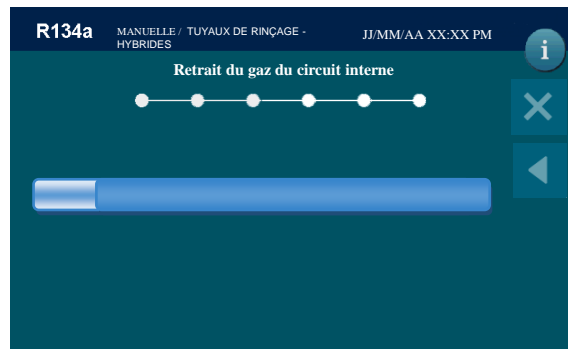 R134a
MANUELLE / TUYAUX DE RINÇAGE -
HYBRIDES
JJ/MM/AA XX:XX PM
i
Retrait du gaz du circuit interne